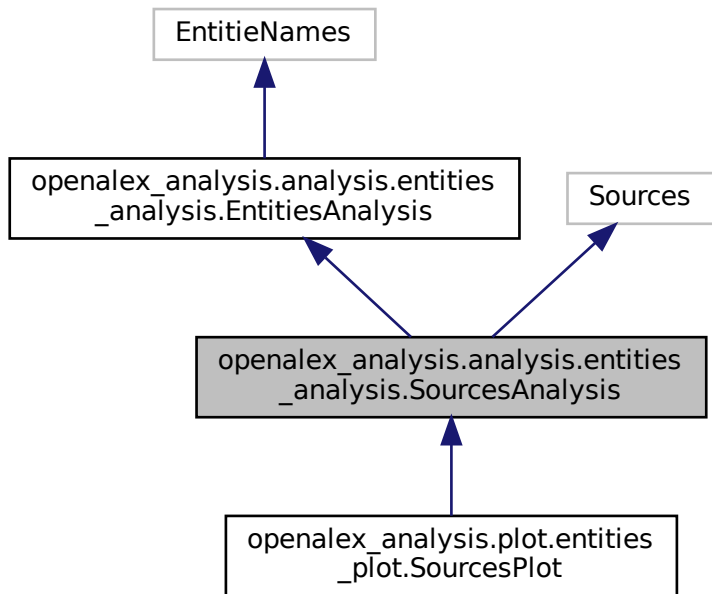 EntitieNames
openalex_analysis.analysis.entities
_analysis.EntitiesAnalysis
Sources
openalex_analysis.analysis.entities
_analysis.SourcesAnalysis
openalex_analysis.plot.entities
_plot.SourcesPlot